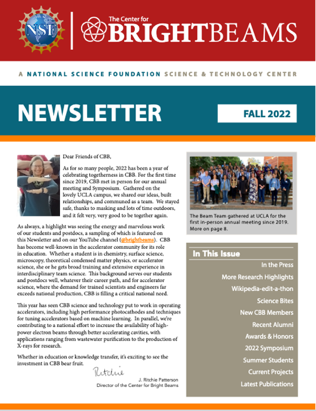 NSF
The Center for
BRIGHTBEAMS
A NATIONAL SCIENCE FOUNDATION SCIENCE & TECHNOLOGY CENTER
NEWSLETTER
FALL 2022
Dear Friends of CBB,
As for so many people, 2022 has been a year of
celebrating togetherness in CBB. For the first time
since 2019, CBB met in person for our annual
meeting and Symposium. Gathered on the
lovely UCLA campus, we shared our ideas, built
relationships, and communed as a team. We stayed
safe, thanks to masking and lots of time outdoors,
and it felt very, very good to be together again.
As always, a highlight was seeing the energy and marvelous work
of our students and postdocs, a sampling of which is featured on
this Newsletter and on our YouTube channel (@brightbeams). CBB
has become well-known in the accelerator community for its role
in education. Whether a student is in chemistry, surface science,
microscopy, theoretical condensed matter physics, or accelerator
science, she or he gets broad training and extensive experience in
interdisciplinary team science. This background serves our students
and postdocs well, whatever their career path, and for accelerator
science, where the demand for trained scientists and engineers far
exceeds national production, CBB is filling a critical national need.
This year has seen CBB science and technology put to work in operating
accelerators, including high performance photocathodes and techniques
for tuning accelerators based on machine learning. In parallel, we're
contributing to a national effort to increase the availability of high-
power electron beams through better accelerating cavities, with
applications ranging from wastewater purification to the production of
X-rays for research.
Whether in education or knowledge transfer, it's exciting to see the
investment in CBB bear fruit.
Ritchie
J. Ritchie Patterson
Director of the Center for Bright Beams
The Beam Team gathered at UCLA for the
first in-person annual meeting since 2019.
More on page 8.
In This Issue
In the Press
More Research Highlights
Wikipedia-edit-a-thon
Science Bites
New CBB Members
Recent Alumni
Awards & Honors
2022 Symposium
Summer Students
Current Projects
Latest Publications